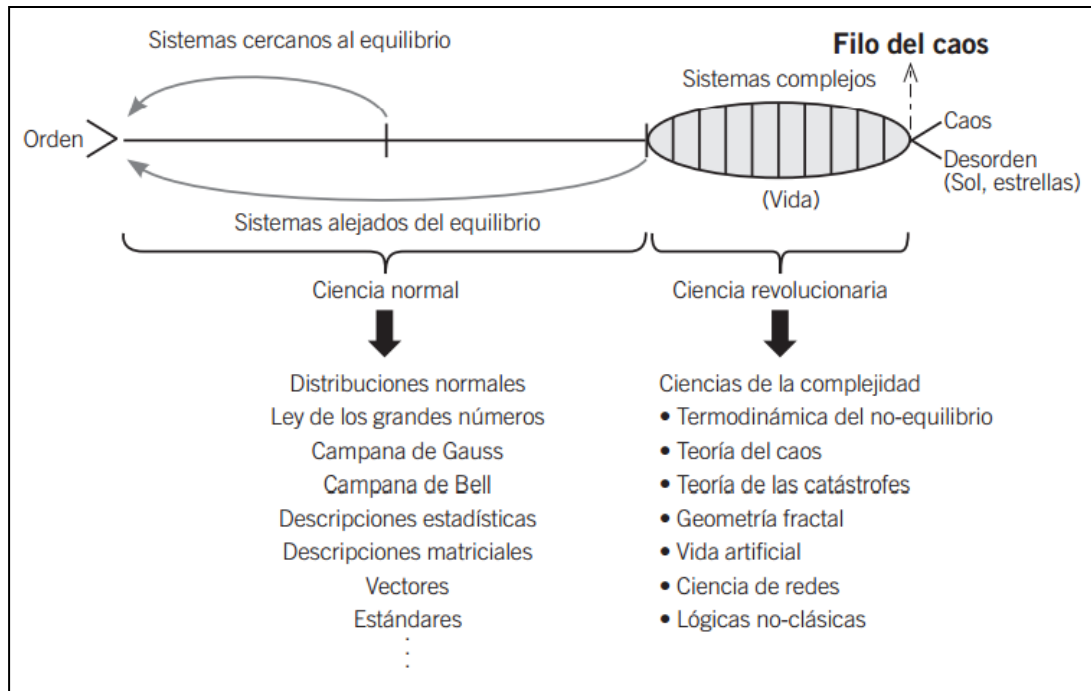 Sistemas cercanos al equilibrio
Filo del caos
Sistemas complejos
Orden
Caos
Desorden
(Sol, estrellas)
(Vida)
Sistemas alejados del equilibrio
Ciencia normal
Ciencia revolucionaria
Distribuciones normales
Ley de los grandes números
Campana de Gauss
Campana de Bell
Descripciones estadísticas
Descripciones matriciales
Vectores
Estándares
Ciencias de la complejidad
• Termodinámica del no-equilibrio
• Teoría del caos
• Teoría de las catástrofes
• Geometría fractal
• Vida artificial
• Ciencia de redes
• Lógicas no-clásicas